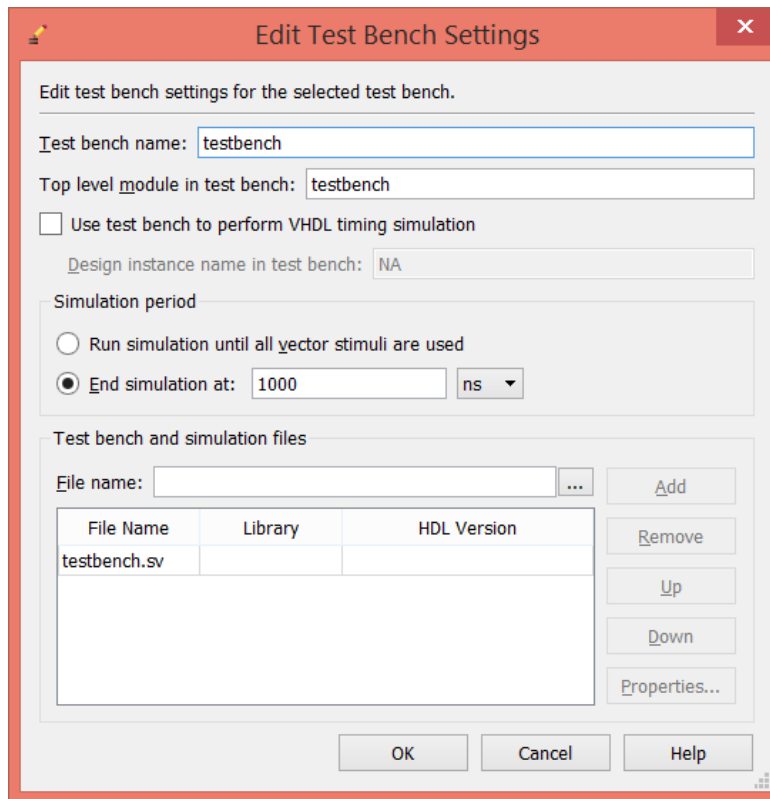 Edit Test Bench Settings
Edit test bench settings for the selected test bench.
Test bench name: testbench
Top level module in test bench: testbench
Use test bench to perform VHDL timing simulation
Design instance name in test bench: NA
Simulation period
Run simulation until all vector stimuli are used
End simulation at: 1000 ns
Test bench and simulation files
File name: ... Add
File Name Library HDL Version
Remove
testbench.sv
Up
Down
Properties...
OK Cancel Help